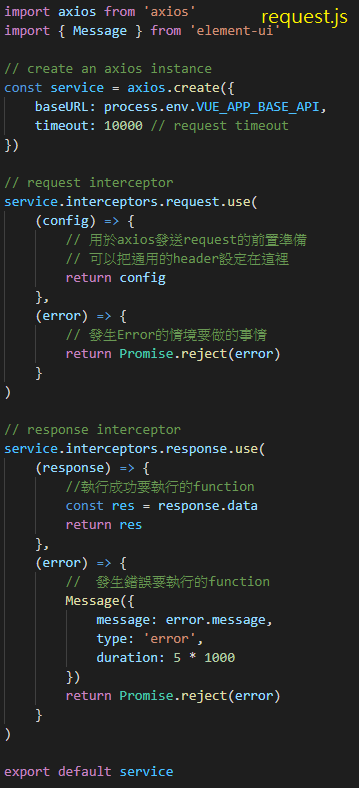 import axios from 'axios'
request.js
import { Message } from 'element-ui'
// create an axios instance
const service = axios.create({
baseURL: process.env.VUE_APP_BASE_API,
timeout: 10000 // request timeout
})
// request interceptor
service.interceptors.request.use(
(config) => {
// 用於axios發送request的前置準備
// 可以把通用的header設定在這裡
return config
},
(error) => {
// 發生Error的情境要做的事情
return Promise.reject(error)
}
)
// response interceptor
service.interceptors.response.use(
(response) => {
//執行成功要執行的function
const res = response.data
return res
},
(error) => {
//  發生錯誤要執行的function
Message({
message: error.message,
type: 'error',
duration: 5 * 1000
})
return Promise.reject(error)
}
)
export default service